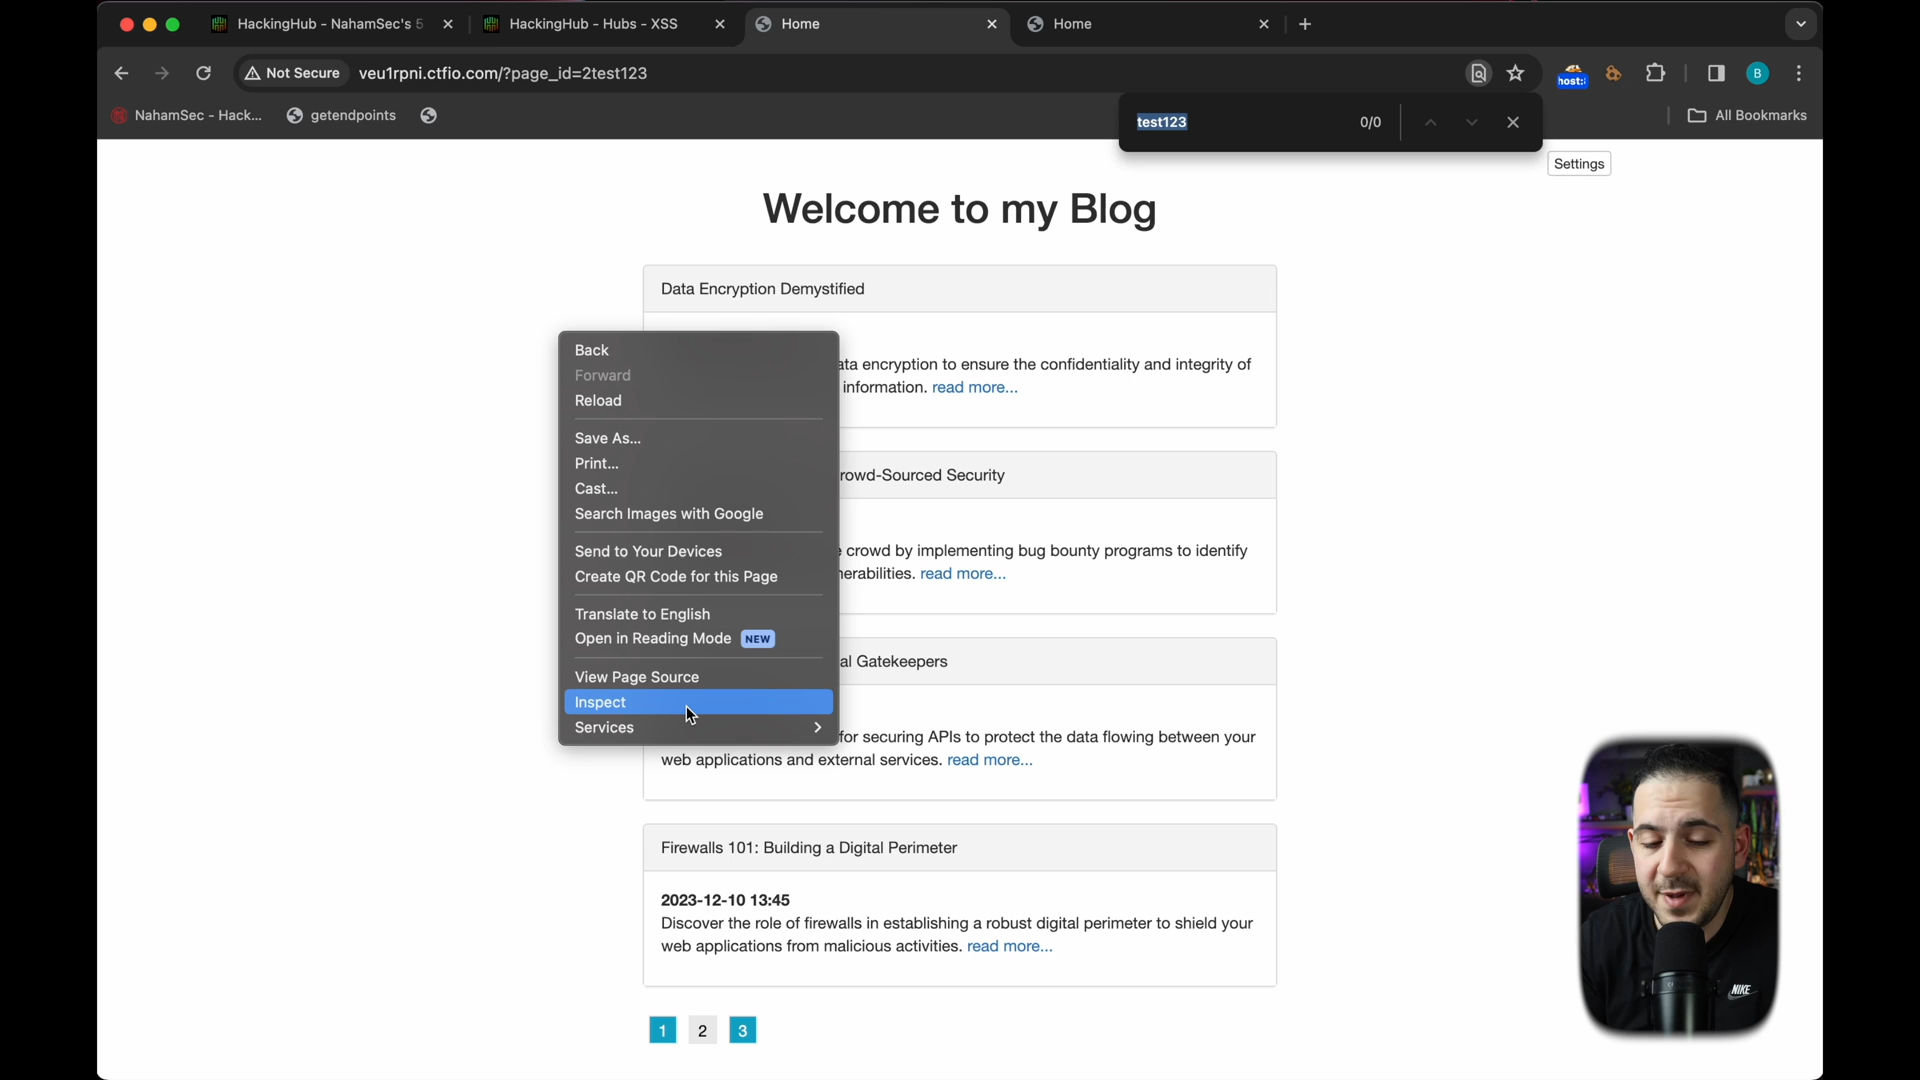 HackingHub - NahamSec's 5
HackingHub - Hubs - XSS
Home
Home
Not Secure
veu1rpni.ctfio.com/?page_id=2test123
host:
B
NahamSec - Hack...
getendpoints
All Bookmarks
test123
0/0
Settings
Welcome to my Blog
Data Encryption Demystified
ata encryption to ensure the confidentiality and integrity of
information. read more...
rowd-Sourced Security
crowd by implementing bug bounty programs to identify
nerabilities. read more...
al Gatekeepers
for securing APIs to protect the data flowing between your
web applications and external services. read more...
Back
Forward
Reload
Save As...
Print...
Cast...
Search Images with Google
Send to Your Devices
Create QR Code for this Page
Translate to English
Open in Reading Mode NEW
View Page Source
Inspect
Services
Firewalls 101: Building a Digital Perimeter
2023-12-10 13:45
Discover the role of firewalls in establishing a robust digital perimeter to shield your
web applications from malicious activities. read more...
1 2 3
NIKE